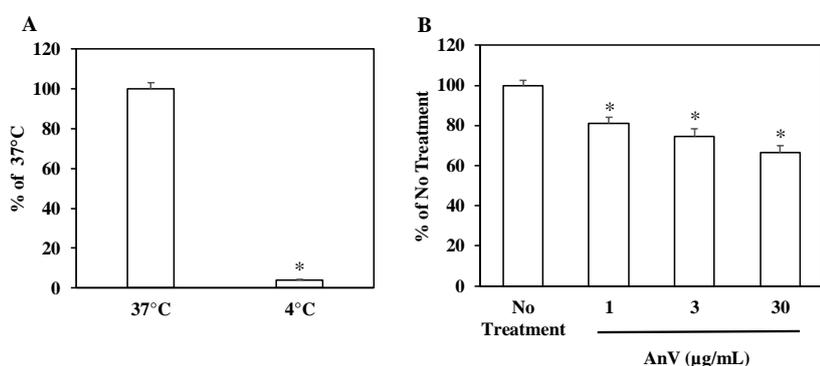 A
120
100
80
60
40
20
0
% of 37°C
*
37°C
4°C
B
120
100
80
60
40
20
0
% of No Treatment
*
*
*
No
Treatment
1
3
30
AnV (µg/mL)